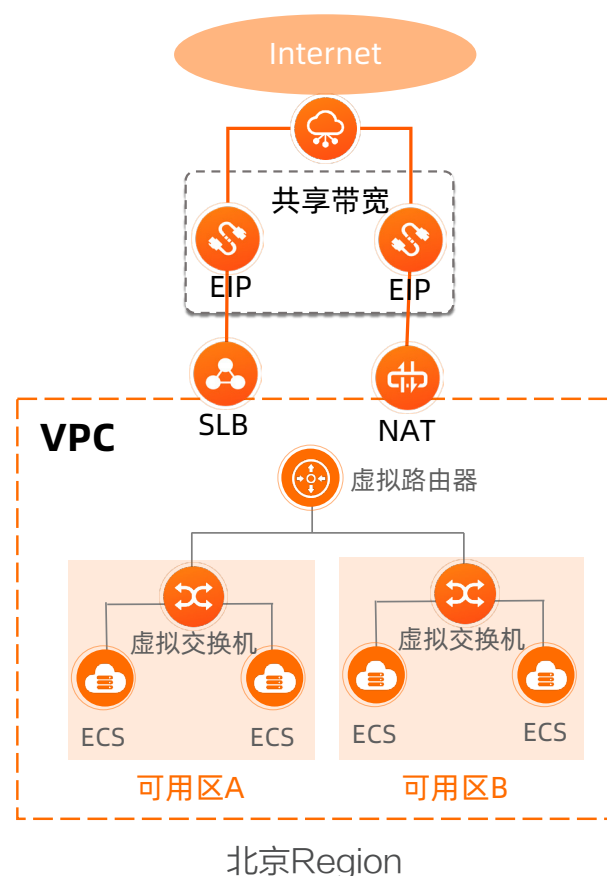 Internet
共享带宽
EIP
EIP
SLB
NAT
VPC
虚拟路由器
虚拟交换机
虚拟交换机
ECS
ECS
ECS
ECS
可用区A
可用区B
北京Region